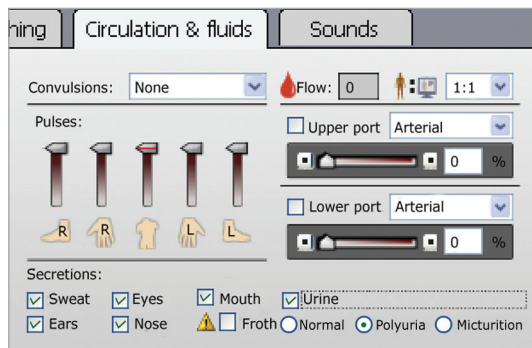 hing Circulation & fluids Sounds
Convulsions: None Flow: 0 : 1:1
Pulses:
Upper port Arterial
0 %
R R L L
Lower port Arterial
0 %
Secretions:
Sweat Eyes Mouth Urine
Ears Nose Froth Normal Polyuria Micturition